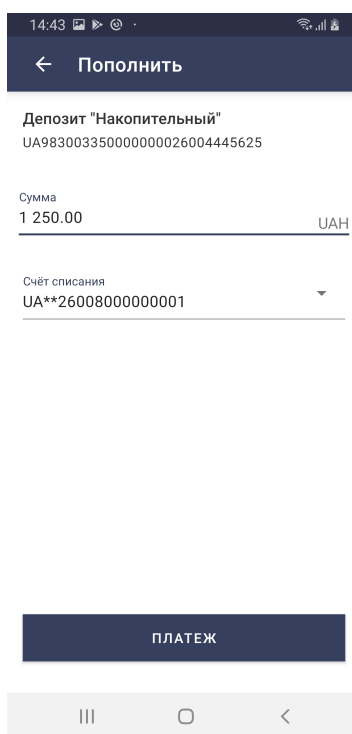 14:43
Пополнить
Депозит "Накопительный"
UA983003350000000026004445625
Сумма
1 250.00
UAH
Счёт списания
UA**26008000000001
ПЛАТЕЖ